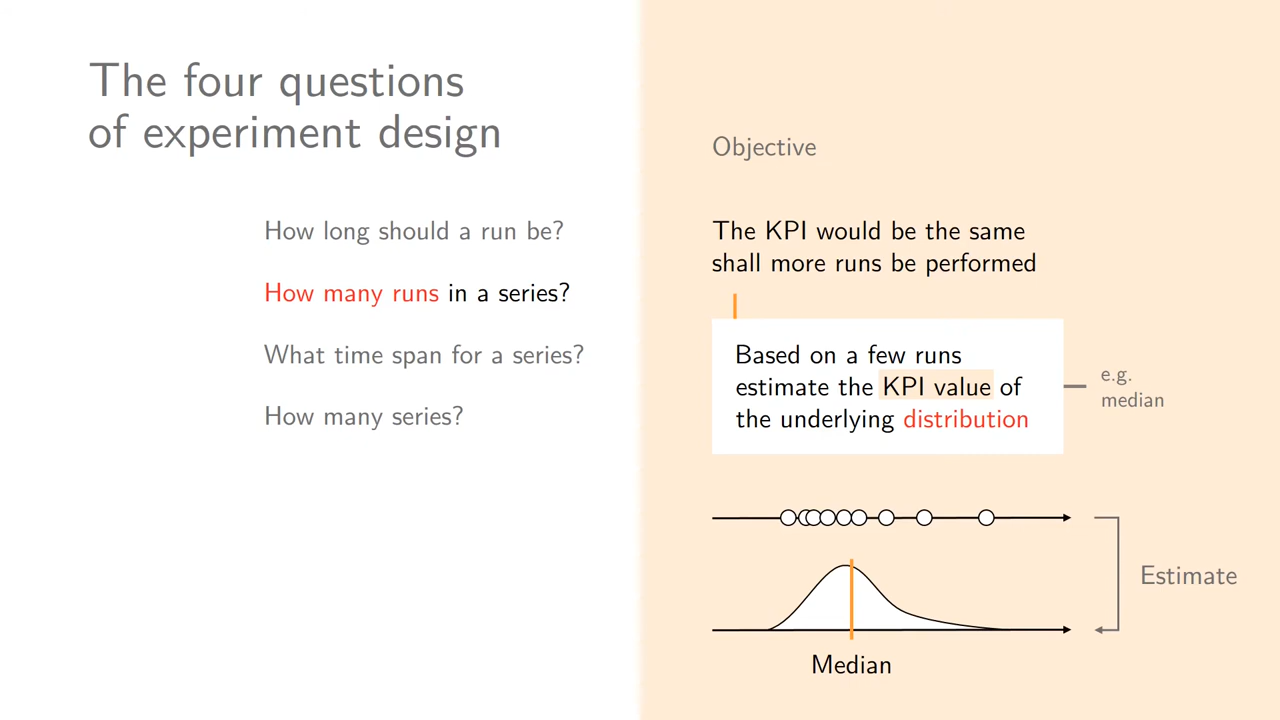 The four questions
of experiment design
How long should a run be?
How many runs in a series?
What time span for a series?
How many series?
Objective
The KPI would be the same
shall more runs be performed
Based on a few runs
estimate the KPI value of
the underlying distribution
e.g.
median
Estimate
Median